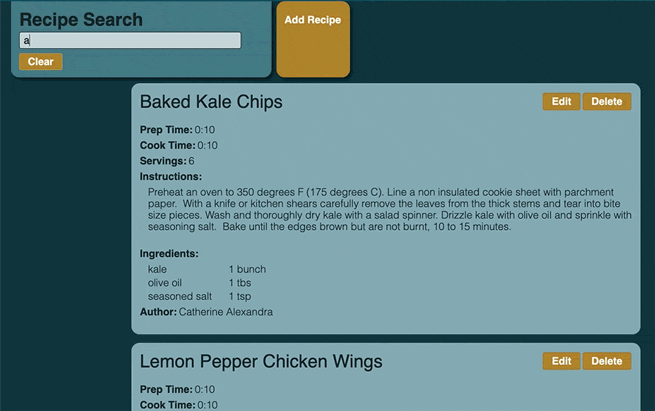 Recipe Search
a
Clear
Add Recipe
Baked Kale Chips
Edit
Delete
Prep Time: 0:10
Cook Time: 0:10
Servings: 6
Instructions:
Preheat an oven to 350 degrees F (175 degrees C). Line a non insulated cookie sheet with parchment
paper.  With a knife or kitchen shears carefully remove the leaves from the thick stems and tear into bite
size pieces. Wash and thoroughly dry kale with a salad spinner. Drizzle kale with olive oil and sprinkle with
seasoning salt.  Bake until the edges brown but are not burnt, 10 to 15 minutes.
Ingredients:
kale 1 bunch
olive oil 1 tbs
seasoned salt 1 tsp
Author: Catherine Alexandra
Lemon Pepper Chicken Wings
Edit
Delete
Prep Time: 0:10
Cook Time: 0:10